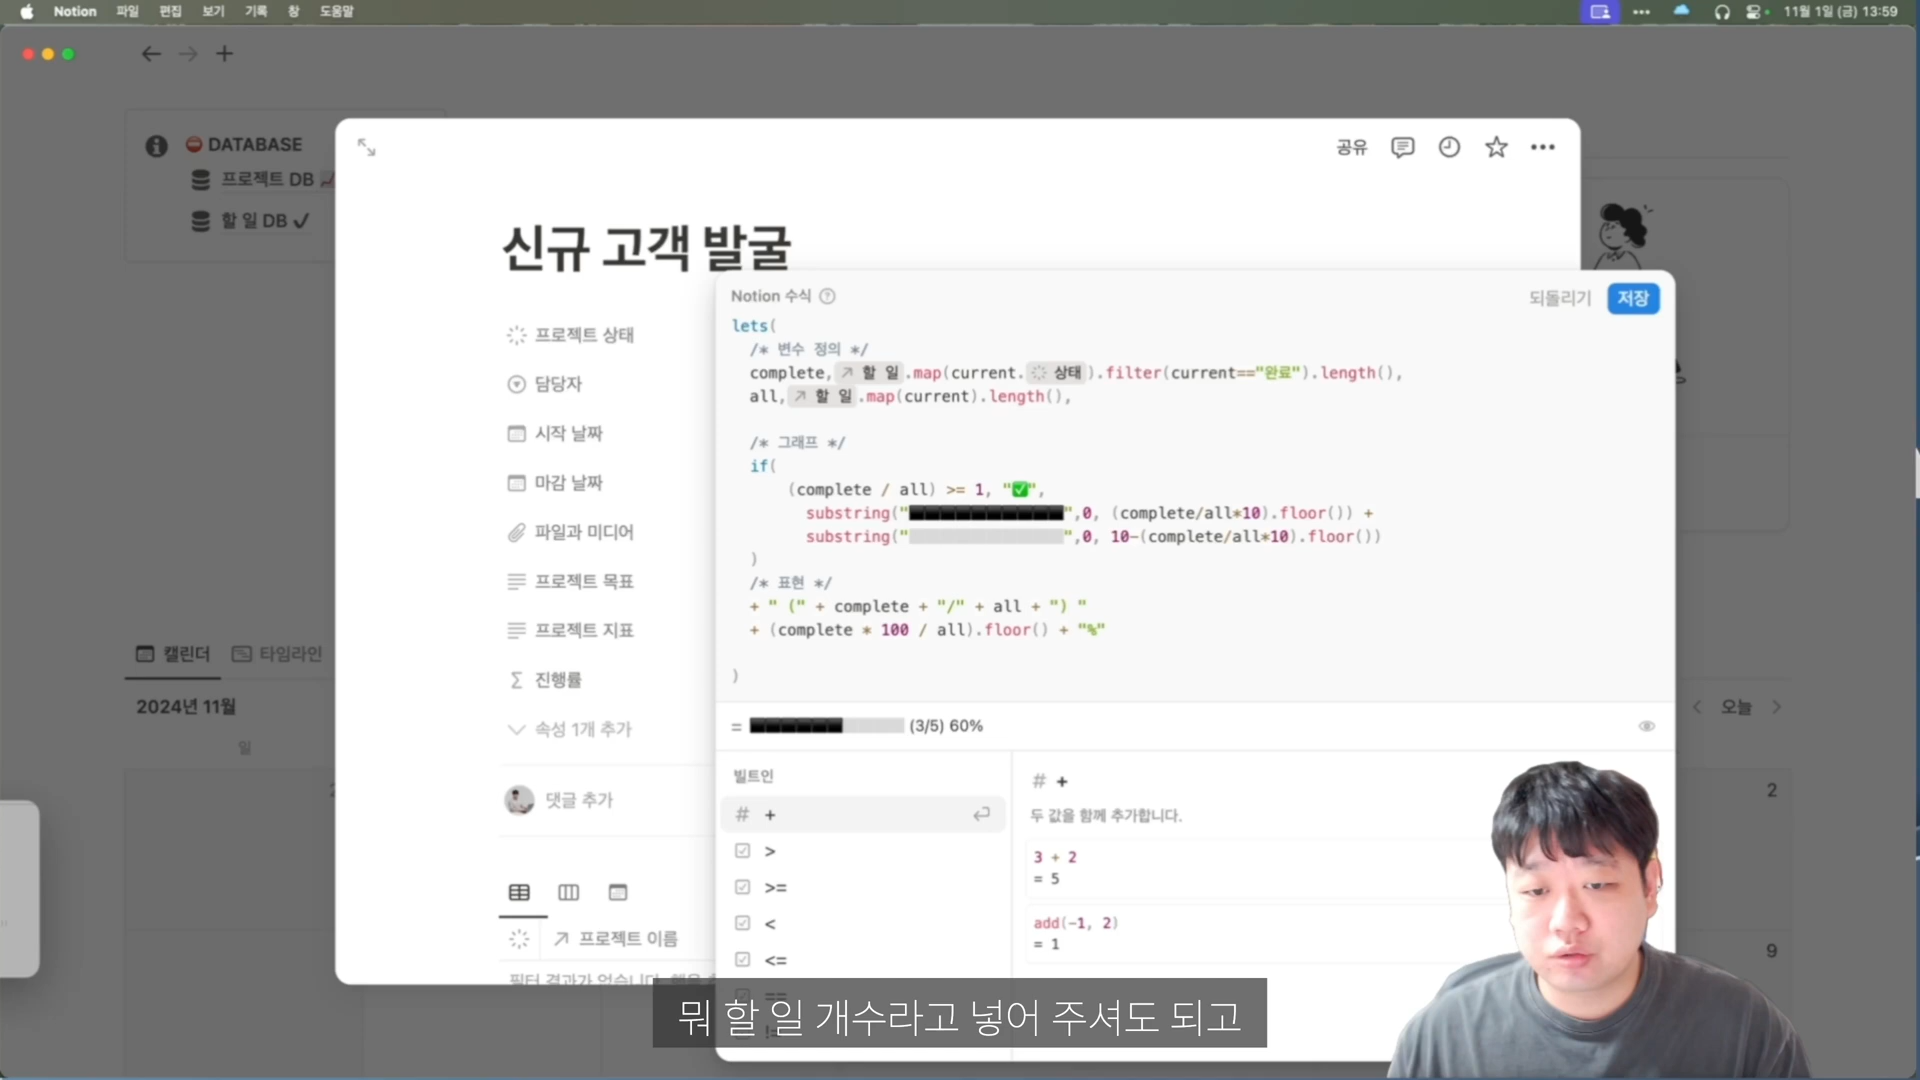 Notion 파일 편집 보기 기록 창 도움말
11월 1일 (금) 13:59
DATABASE
프로젝트 DB
할 일 DB
공유
신규 고객 발굴
프로젝트 상태
담당자
시작 날짜
마감 날짜
파일과 미디어
프로젝트 목표
프로젝트 지표
진행률
속성 1개 추가
댓글 추가
프로젝트 이름
캘린더 타임라인
2024년 11월
일
오늘
2
9
Notion 수식
되돌리기 저장
lets(
/* 변수 정의 */
complete, 할 일.map(current. 상태).filter(current=="완료").length(),
all, 할 일.map(current).length(),
/* 그래프 */
if(
(complete / all) >= 1, "✅",
substring("⬛⬛⬛⬛⬛⬛⬛⬛⬛⬛",0, (complete/all*10).floor()) +
substring("⬜⬜⬜⬜⬜⬜⬜⬜⬜⬜",0, 10-(complete/all*10).floor())
)
/* 표현 */
+ " (" + complete + "/" + all + ") "
+ (complete * 100 / all).floor() + "%"
)
= (3/5) 60%
빌트인
# +
>
>=
<
<=
# +
두 값을 함께 추가합니다.
3 + 2
= 5
add(-1, 2)
= 1
뭐 할 일 개수라고 넣어 주셔도 되고